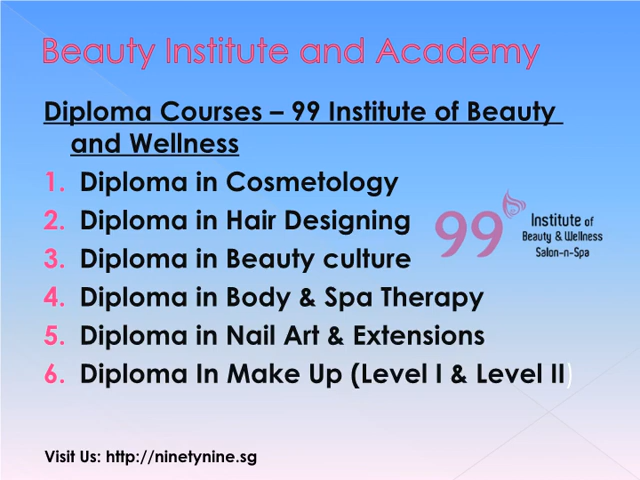 Beauty Institute and Academy
Diploma Courses – 99 Institute of Beauty
and Wellness
1. Diploma in Cosmetology
2. Diploma in Hair Designing
3. Diploma in Beauty culture
4. Diploma in Body & Spa Therapy
5. Diploma in Nail Art & Extensions
6. Diploma In Make Up (Level I & Level II)
99 Institute of
Beauty & Wellness
Salon-n-Spa
Visit Us: http://ninetynine.sg